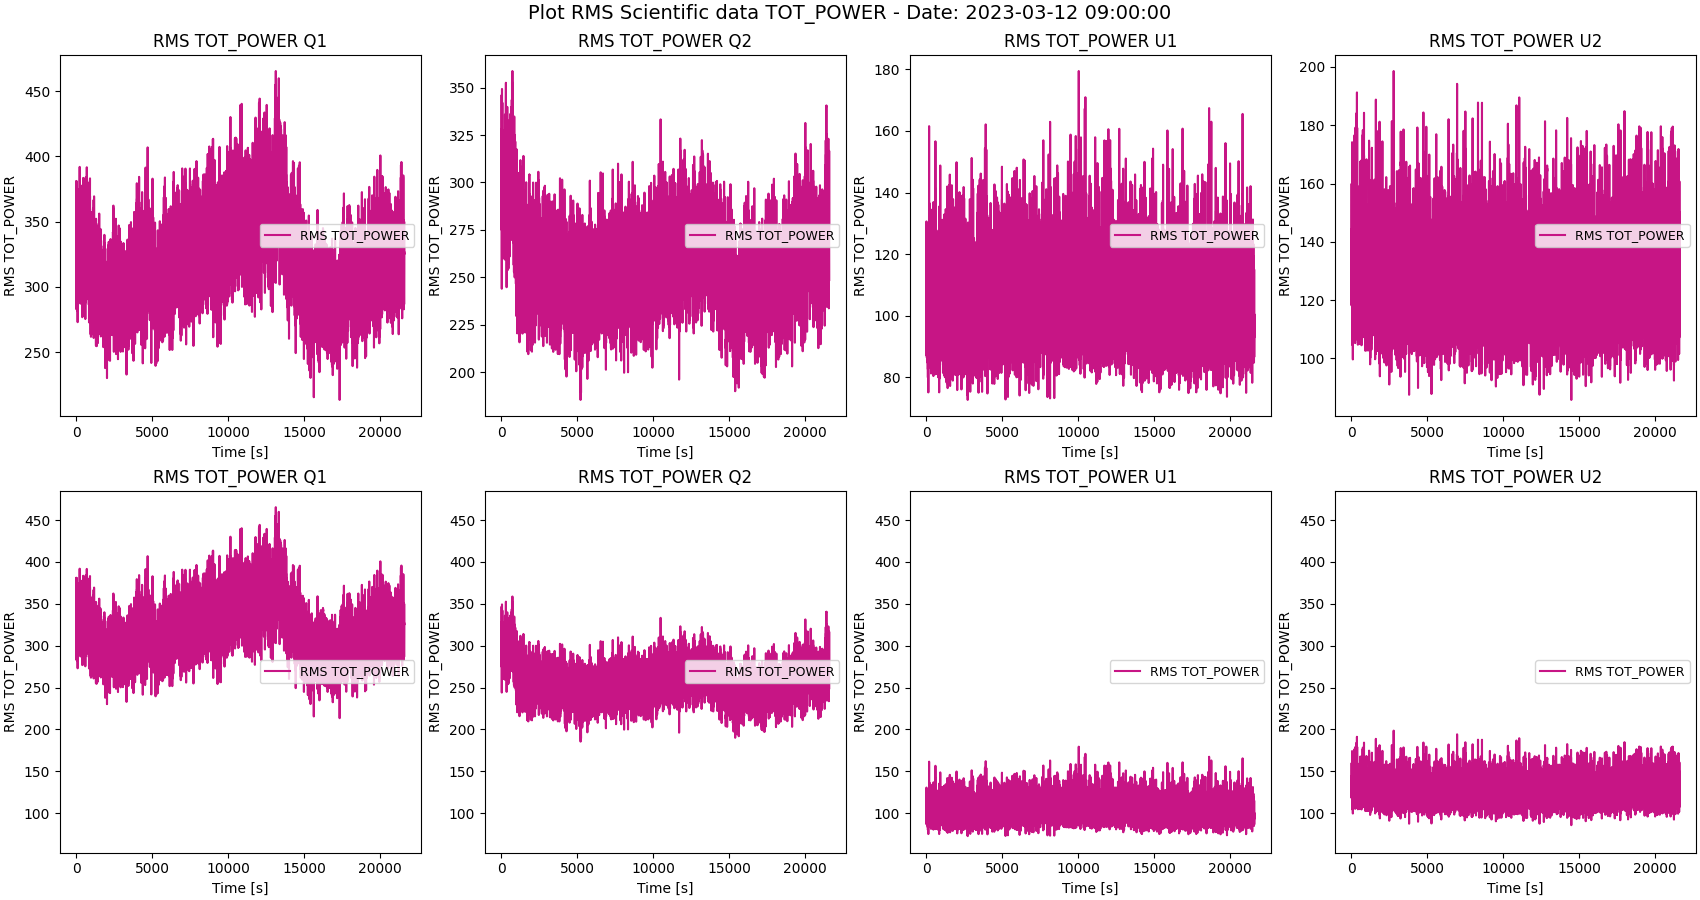 Plot RMS Scientific data TOT_POWER - Date: 2023-03-12 09:00:00
RMS TOT_POWER Q1
RMS TOT_POWER
450
400
350
300
250
RMS TOT_POWER
0 5000 10000 15000 20000
Time [s]
RMS TOT_POWER Q2
RMS TOT_POWER
350
325
300
275
250
225
200
RMS TOT_POWER
0 5000 10000 15000 20000
Time [s]
RMS TOT_POWER U1
RMS TOT_POWER
180
160
140
120
100
80
RMS TOT_POWER
0 5000 10000 15000 20000
Time [s]
RMS TOT_POWER U2
RMS TOT_POWER
200
180
160
140
120
100
RMS TOT_POWER
0 5000 10000 15000 20000
Time [s]
RMS TOT_POWER Q1
RMS TOT_POWER
450
400
350
300
250
200
150
100
RMS TOT_POWER
0 5000 10000 15000 20000
Time [s]
RMS TOT_POWER Q2
RMS TOT_POWER
450
400
350
300
250
200
150
100
RMS TOT_POWER
0 5000 10000 15000 20000
Time [s]
RMS TOT_POWER U1
RMS TOT_POWER
450
400
350
300
250
200
150
100
RMS TOT_POWER
0 5000 10000 15000 20000
Time [s]
RMS TOT_POWER U2
RMS TOT_POWER
450
400
350
300
250
200
150
100
RMS TOT_POWER
0 5000 10000 15000 20000
Time [s]